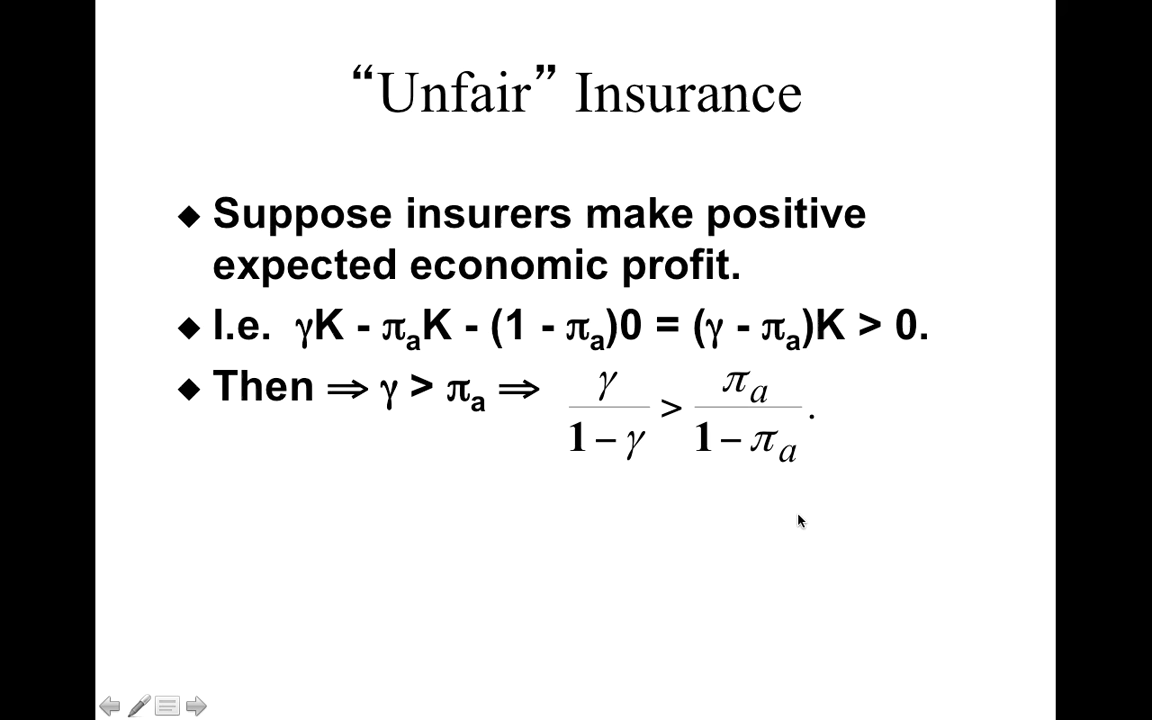 “Unfair” Insurance
◆ Suppose insurers make positive
expected economic profit.
◆ I.e. γK - πₐK - (1 - πₐ)0 = (γ - πₐ)K > 0.
◆ Then ⇒ γ > πₐ ⇒ γ/(1 − γ) > πₐ/(1 − πₐ).